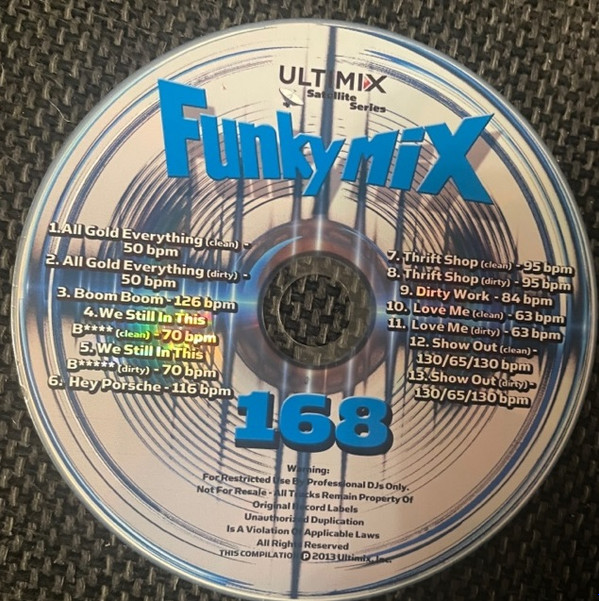 ULTIMIX
Satellite
Series
Funkymix
1.All Gold Everything (clean) -
50 bpm
2. All Gold Everything (dirty) -
50 bpm
3. Boom Boom - 126 bpm
4. We Still In This
B**** (clean) - 70 bpm
5. We Still In This
B***** (dirty) - 70 bpm
6. Hey Porsche - 116 bpm
7. Thrift Shop (clean) - 95 bpm
8. Thrift Shop (dirty) - 95 bpm
9. Dirty Work - 84 bpm
10. Love Me (clean) - 63 bpm
11. Love Me (dirty) - 63 bpm
12. Show Out (clean) -
130/65/130 bpm
13. Show Out (dirty) -
130/65/130 bpm
168
Warning:
For Restricted Use By Professional DJs Only.
Not For Resale - All Tracks Remain Property Of
Original Record Labels
Unauthorized Duplication
Is A Violation Of Applicable Laws
All Rights Reserved
THIS COMPILATION Ⓟ 2013 Ultimix, Inc.